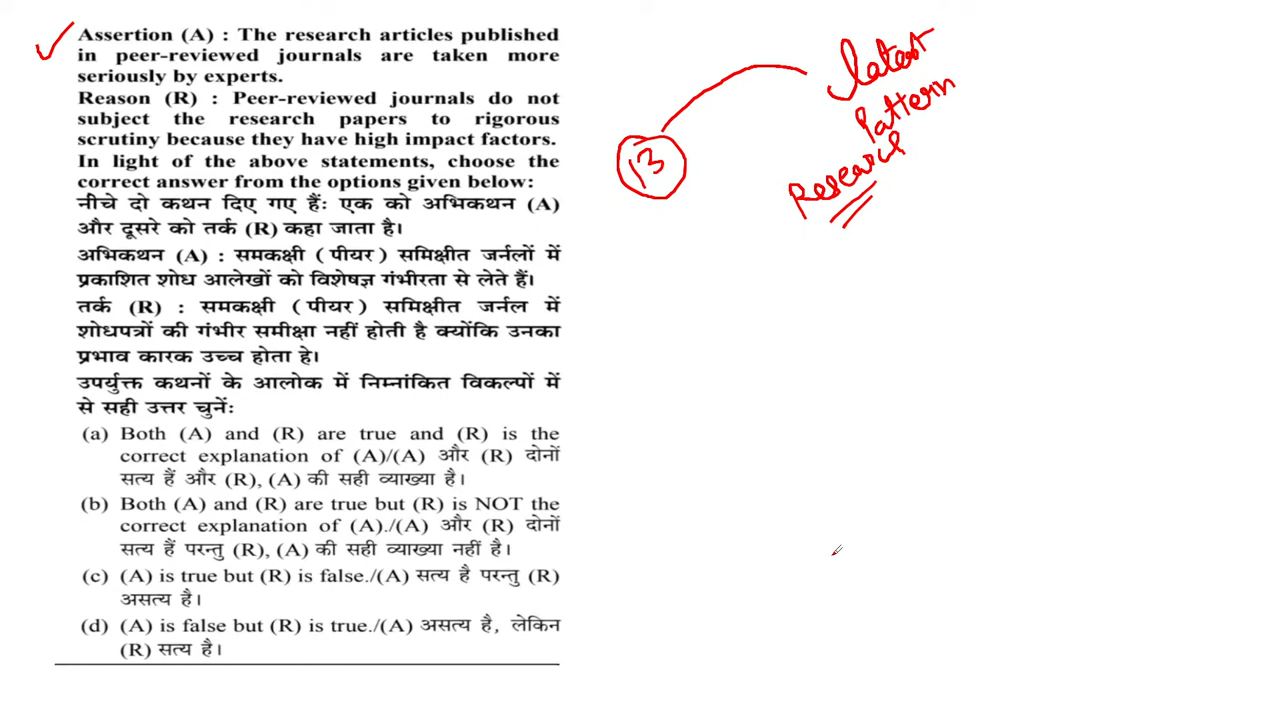 Assertion (A) : The research articles published
in peer-reviewed journals are taken more
seriously by experts.
Reason (R) : Peer-reviewed journals do not
subject the research papers to rigorous
scrutiny because they have high impact factors.
In light of the above statements, choose the
correct answer from the options given below:
नीचे दो कथन दिए गए हैंः एक को अभिकथन (A)
और दूसरे को तर्क (R) कहा जाता है।
अभिकथन (A) : समकक्षी (पीयर) समिक्षीत जर्नलों में
प्रकाशित शोध आलेखों को विशेषज्ञ गंभीरता से लेते हैं।
तर्क (R) : समकक्षी (पीयर) समिक्षीत जर्नल में
शोधपत्रों की गंभीर समीक्षा नहीं होती है क्योंकि उनका
प्रभाव कारक उच्च होता हे।
उपर्युक्त कथनों के आलोक में निम्नांकित विकल्पों में
से सही उत्तर चुनेंः
(a) Both (A) and (R) are true and (R) is the
correct explanation of (A)/(A) और (R) दोनों
सत्य हैं और (R), (A) की सही व्याख्या है।
(b) Both (A) and (R) are true but (R) is NOT the
correct explanation of (A)./(A) और (R) दोनों
सत्य हैं परन्तु (R), (A) की सही व्याख्या नहीं है।
(c) (A) is true but (R) is false./(A) सत्य है परन्तु (R)
असत्य है।
(d) (A) is false but (R) is true./(A) असत्य है, लेकिन
(R) सत्य है।
13
latest
pattern
Research